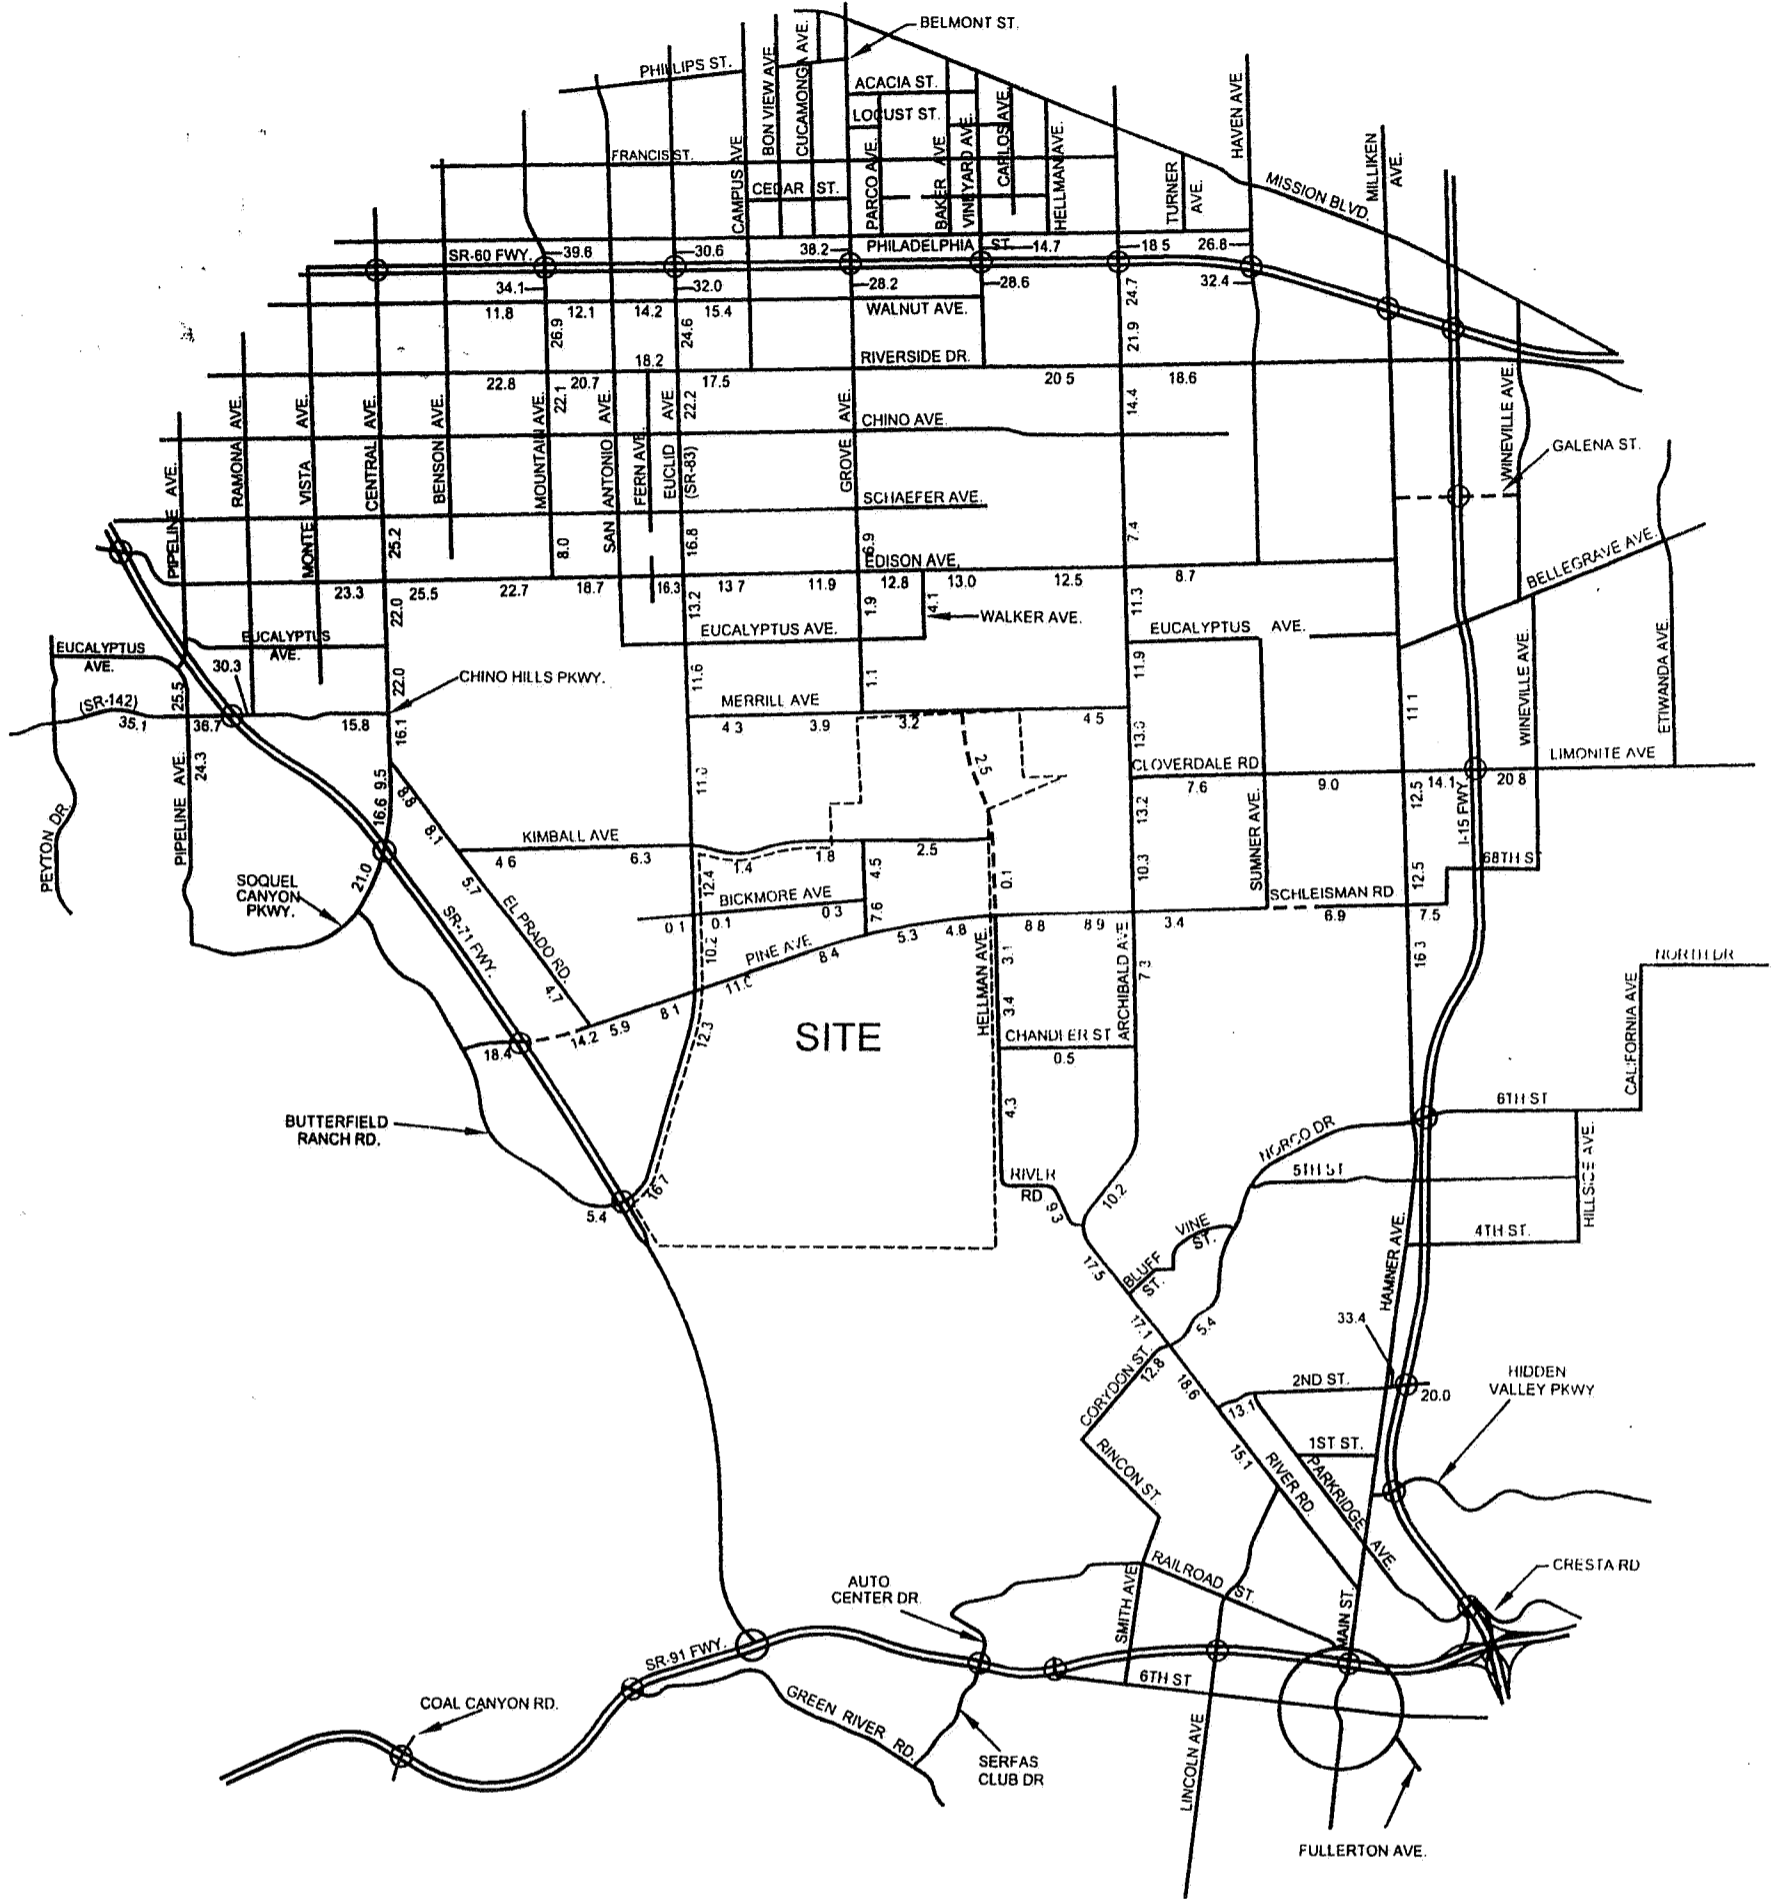 BELMONT ST.
PHILLIPS ST.
BON VIEW AVE.
CUCAMONGA AVE.
ACACIA ST.
LOCUST ST.
CARLOS AVE.
HAVEN AVE
CAMPUS AVE
FRANCIS ST.
PARCO AVE.
BAKER AVE
VINEYARD AVE.
HELLMAN AVE.
TURNER
AVE.
MILLIKEN
AVE.
CEDAR ST.
MISSION BLVD.
SR-60 FWY.
39.6
30.6
38.2
PHILADELPHIA ST.
14.7
18 5
26.8
34.1
32.0
28.2
28.6
24.7
32.4
11.8
12.1
14.2
15.4
WALNUT AVE.
26.9
24.6
21.9
18.2
RIVERSIDE DR.
22.8
20.7
17.5
20 5
18.6
22.1
22.2
14.4
PIPELINE AVE.
RAMONA AVE.
MONTE VISTA AVE.
CENTRAL AVE.
BENSON AVE.
MOUNTAIN AVE.
SAN ANTONIO AVE.
FERN AVE.
EUCLID AVE
(SR-83)
GROVE AVE.
CHINO AVE.
WINEVILLE AVE.
GALENA ST.
SCHAEFER AVE.
25.2
8.0
16.8
6.9
7.4
EDISON AVE.
23.3
25.5
22.7
18.7
16.3
13 7
11.9
12.8
13.0
12.5
8.7
BELLEGRAVE AVE.
22.0
13.2
1.9
4.1
WALKER AVE.
11.3
EUCALYPTUS
AVE.
EUCALYPTUS
AVE.
EUCALYPTUS AVE.
EUCALYPTUS AVE.
30.3
CHINO HILLS PKWY.
22.0
11.6
1.1
11.9
11 1
WINEVILLE AVE.
ETIWANDA AVE.
(SR-142)
35.1
25.5
36.7
15.8
16.1
MERRILL AVE
4 3
3.9
3.2
4 5
PEYTON DR.
PIPELINE AVE.
24.3
16.6
9.5
8.8
8.1
2.5
CLOVERDALE RD
7.6
9.0
14.1
20 8
LIMONITE AVE
12.5
I-15 FWY
KIMBALL AVE
4 6
6.3
1.4
1.8
2.5
13.2
SUMNER AVE.
68TH ST
SOQUEL
CANYON
PKWY.
21.0
SR-71 FWY.
5.7
EL PRADO RD.
4.7
12.4
BICKMORE AVE
0 1
0.1
0 3
4.5
7.6
0.1
10.3
SCHLEISMAN RD
12.5
6.9
7.5
10.2
PINE AVE.
8 4
5.3
4.8
8 8
8 9
3.4
8 1
5.9
14.2
18.4
12.3
SITE
HELLMAN AVE.
3.1
3.4
CHANDLER ST
0.5
4.3
ARCHIBALD AVE
7 3
16 3
NORTH DR
CALIFORNIA AVE
BUTTERFIELD
RANCH RD.
16.7
5.4
RIVER
RD
9.3
10.2
NORCO DR
6TH ST
5TH ST
HILLSIDE AVE.
4TH ST.
17.5
BLUFF
ST.
VINE
ST.
17.1
5.4
HAMNER AVE.
33.4
CORYDON ST.
12.8
18.6
2ND ST.
20.0
13.1
HIDDEN
VALLEY PKWY
RINCON ST.
15.1
RIVER RD.
1ST ST.
PARKRIDGE AVE.
AUTO
CENTER DR.
RAILROAD ST.
SMITH AVE
MAIN ST.
CRESTA RD
SR-91 FWY.
6TH ST
COAL CANYON RD.
GREEN RIVER RD.
SERFAS
CLUB DR
LINCOLN AVE
FULLERTON AVE.